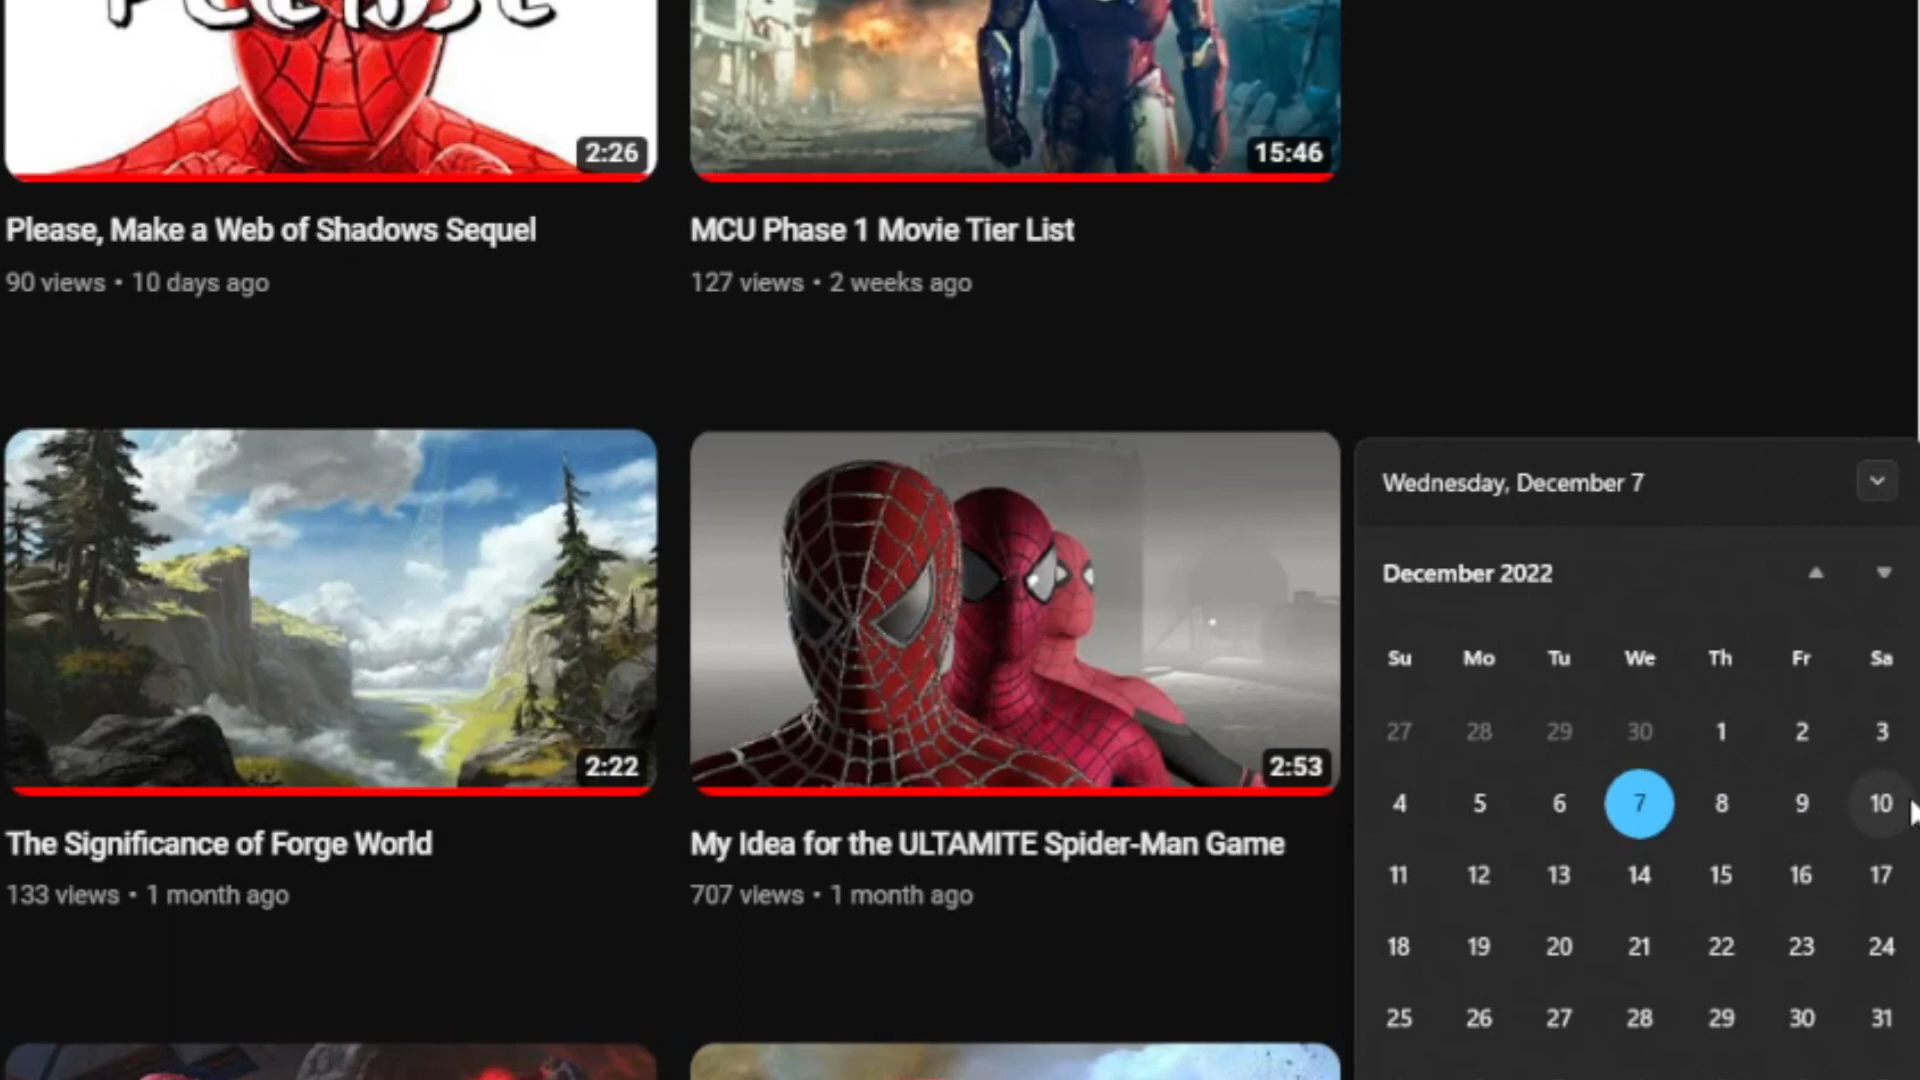 PLEASE
2:26
15:46
Please, Make a Web of Shadows Sequel
90 views • 10 days ago
MCU Phase 1 Movie Tier List
127 views • 2 weeks ago
2:22
2:53
The Significance of Forge World
133 views • 1 month ago
My Idea for the ULTAMITE Spider-Man Game
707 views • 1 month ago
Wednesday, December 7
December 2022
Su Mo Tu We Th Fr Sa
27 28 29 30 1 2 3
4 5 6 7 8 9 10
11 12 13 14 15 16 17
18 19 20 21 22 23 24
25 26 27 28 29 30 31